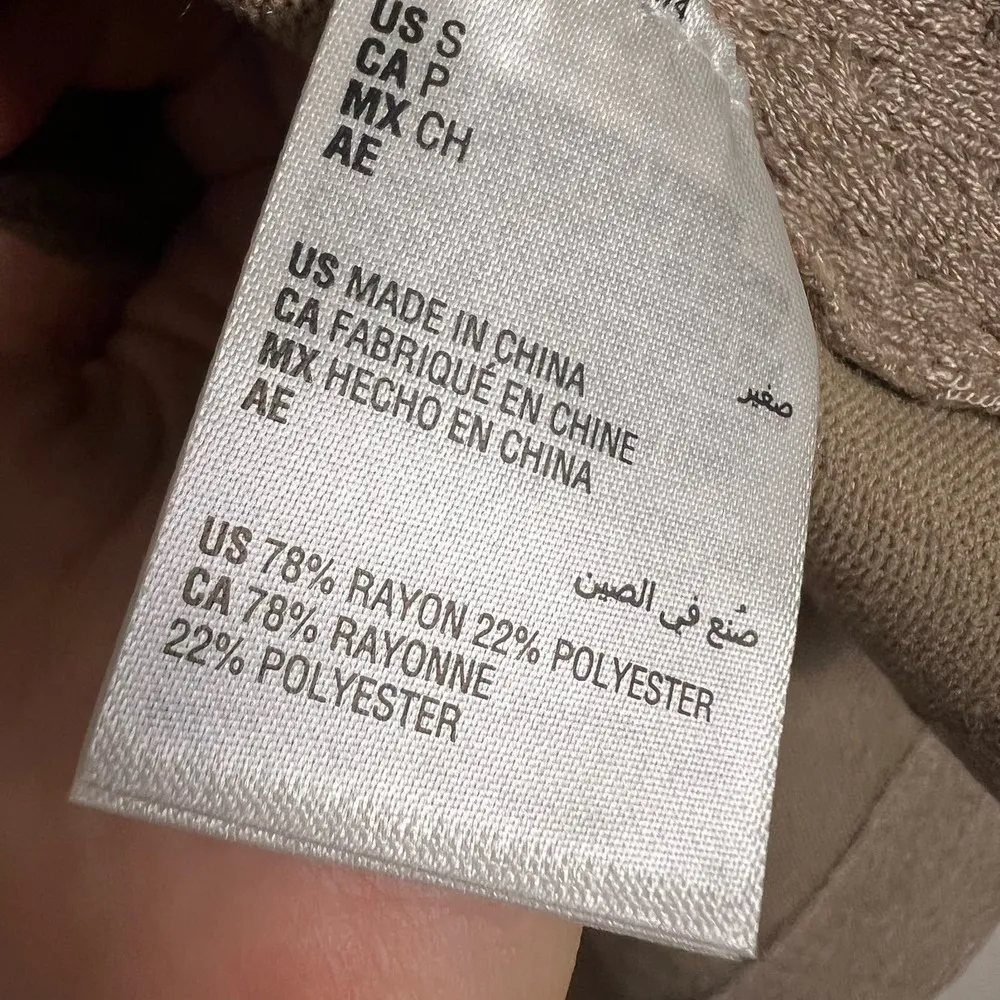 US S
CA P
MX CH
AE
صغير
US MADE IN CHINA
CA FABRIQUÉ EN CHINE
MX HECHO EN CHINA
AE
صُنع في الصين
US 78% RAYON 22% POLYESTER
CA 78% RAYONNE
22% POLYESTER